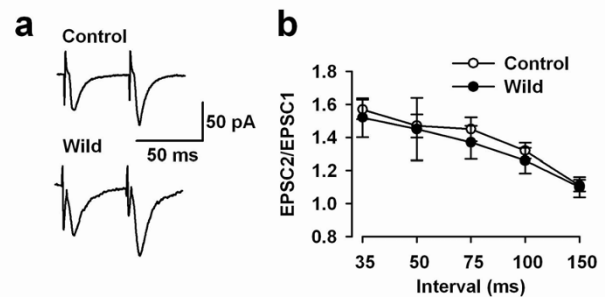 a
Control
50 pA
50 ms
Wild
b
Control
Wild
EPSC2/EPSC1
1.8
1.6
1.4
1.2
1.0
0.8
35 50 75 100 150
Interval (ms)